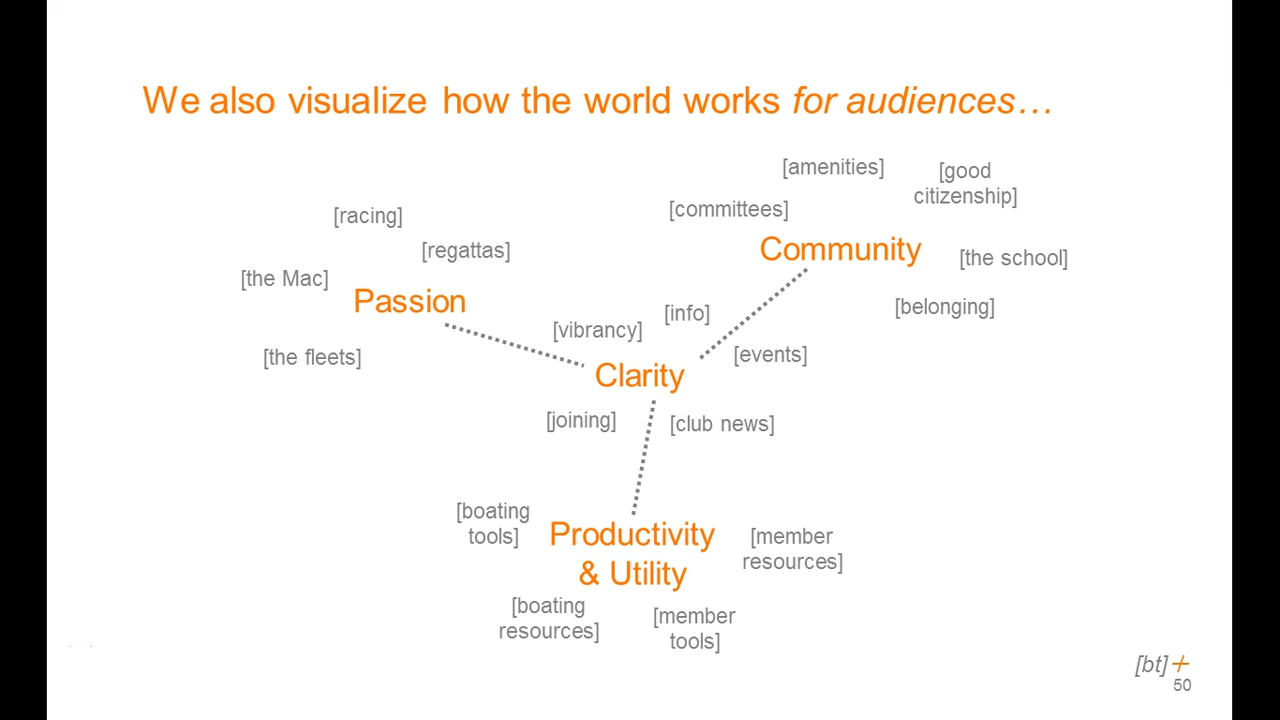 We also visualize how the world works for audiences…
[amenities]
[good
citizenship]
[committees]
[racing]
[regattas]
Community
[the school]
[the Mac]
Passion
[belonging]
[info]
[vibrancy]
[the fleets]
[events]
Clarity
[joining]
[club news]
[boating
tools]
Productivity
& Utility
[member
resources]
[boating
resources]
[member
tools]
[bt]+
50